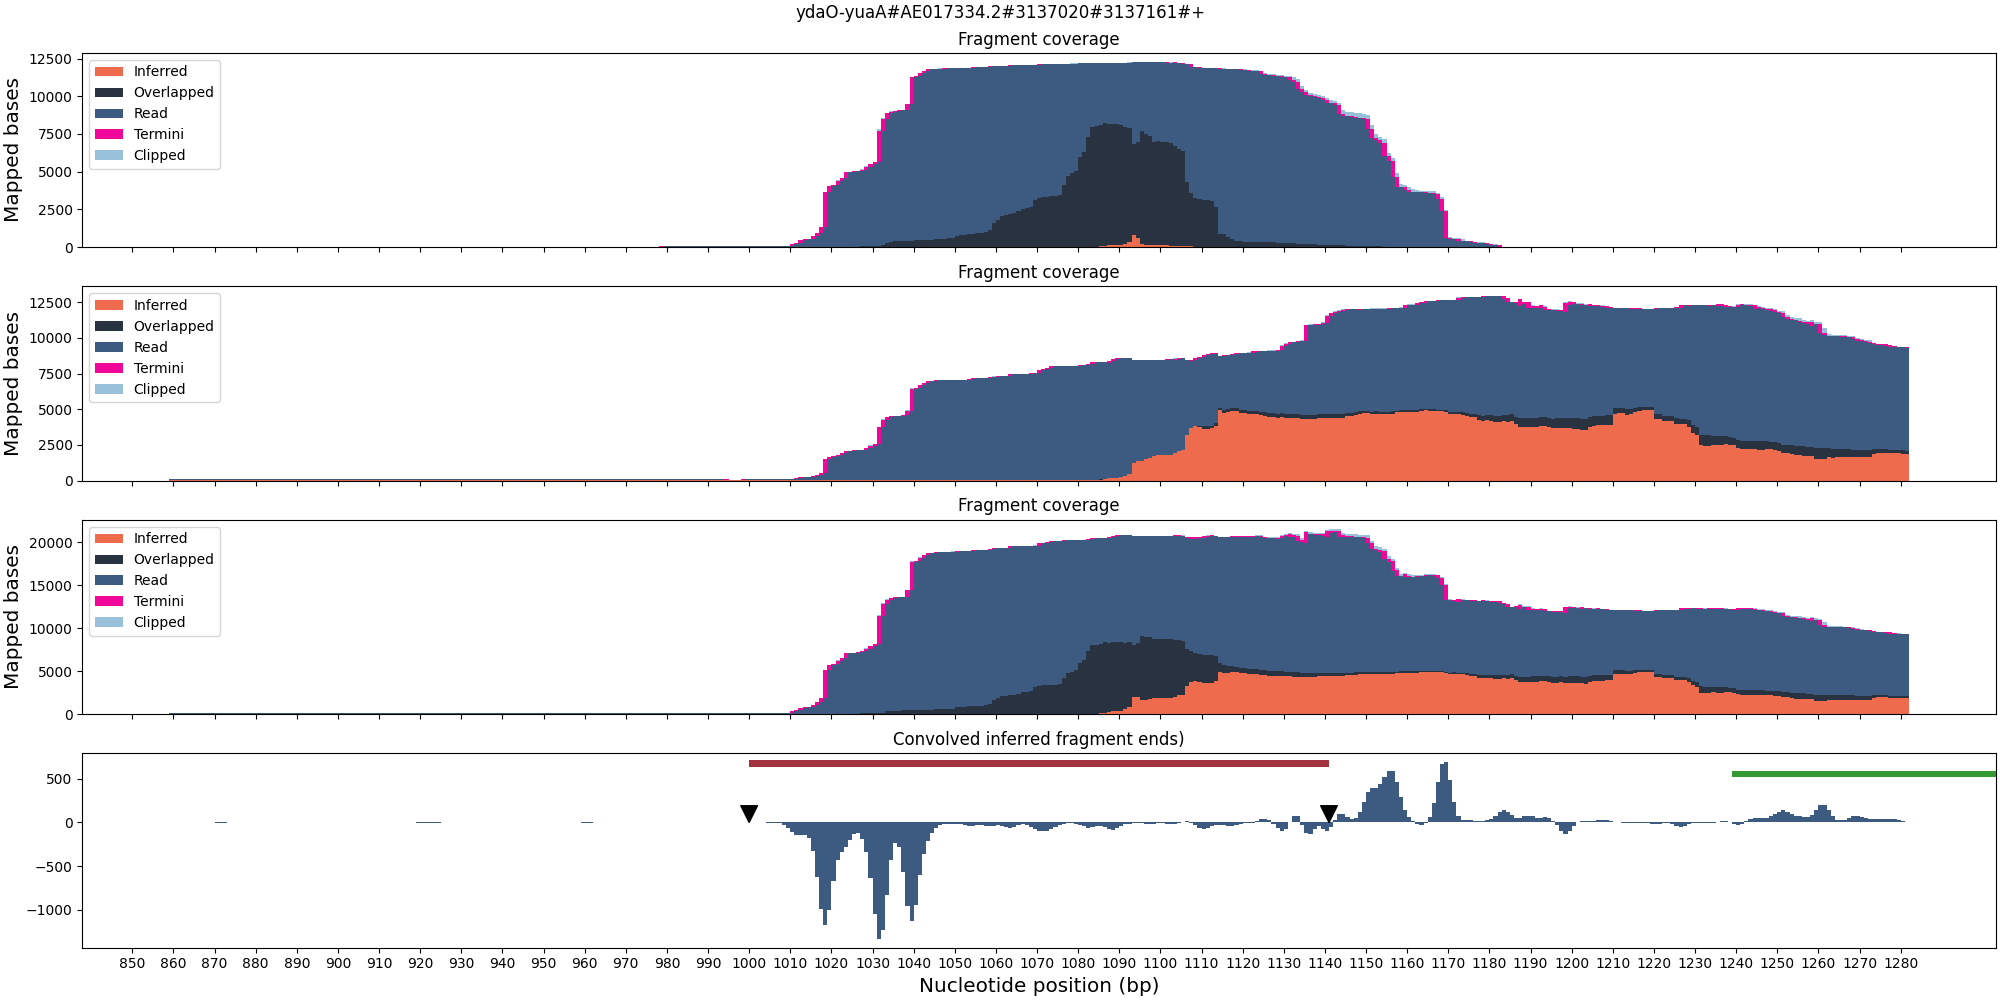 ydaO-yuaA#AE017334.2#3137020#3137161#+
Fragment coverage
Mapped bases
12500
10000
7500
5000
2500
0
Inferred
Overlapped
Read
Termini
Clipped
Fragment coverage
Mapped bases
12500
10000
7500
5000
2500
0
Inferred
Overlapped
Read
Termini
Clipped
Fragment coverage
Mapped bases
20000
15000
10000
5000
0
Inferred
Overlapped
Read
Termini
Clipped
Convolved inferred fragment ends)
500
0
−500
−1000
850 860 870 880 890 900 910 920 930 940 950 960 970 980 990 1000 1010 1020 1030 1040 1050 1060 1070 1080 1090 1100 1110 1120 1130 1140 1150 1160 1170 1180 1190 1200 1210 1220 1230 1240 1250 1260 1270 1280
Nucleotide position (bp)